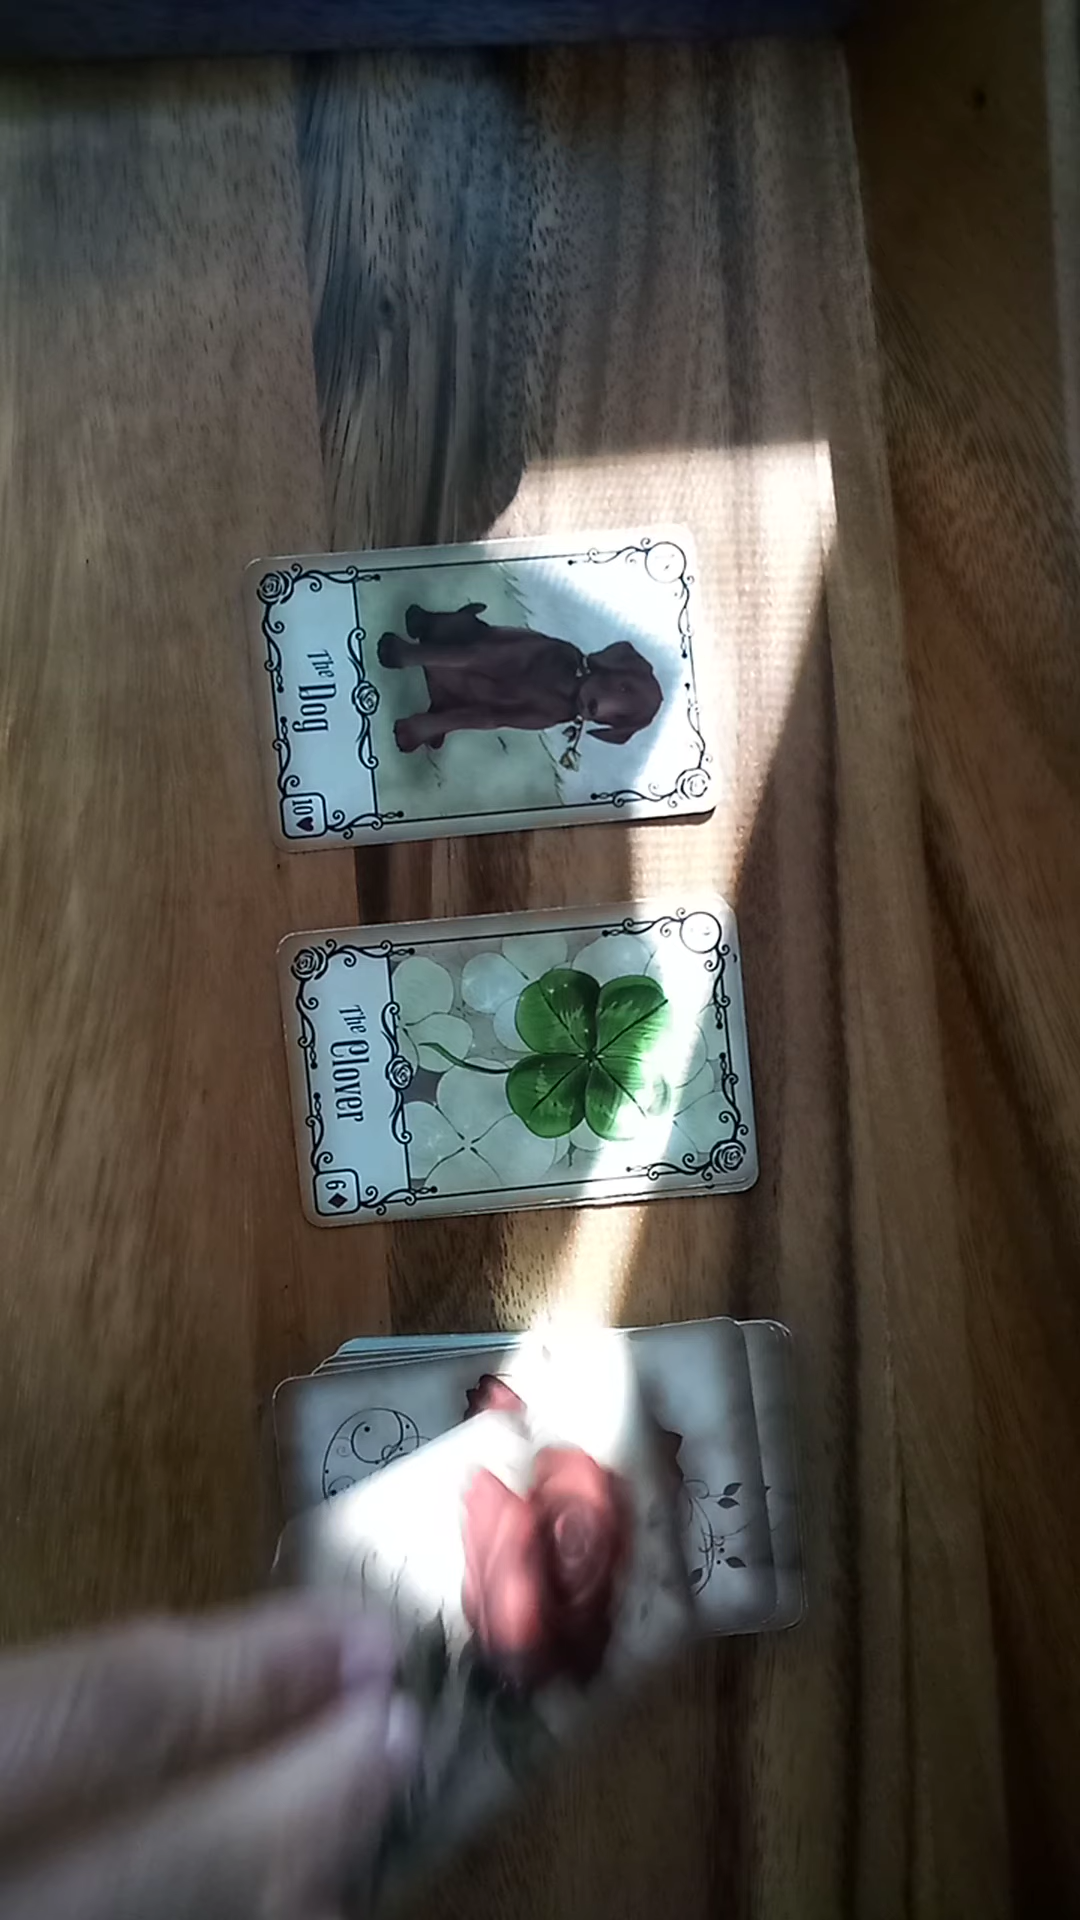 The Dog
10♥
The Clover
6♦